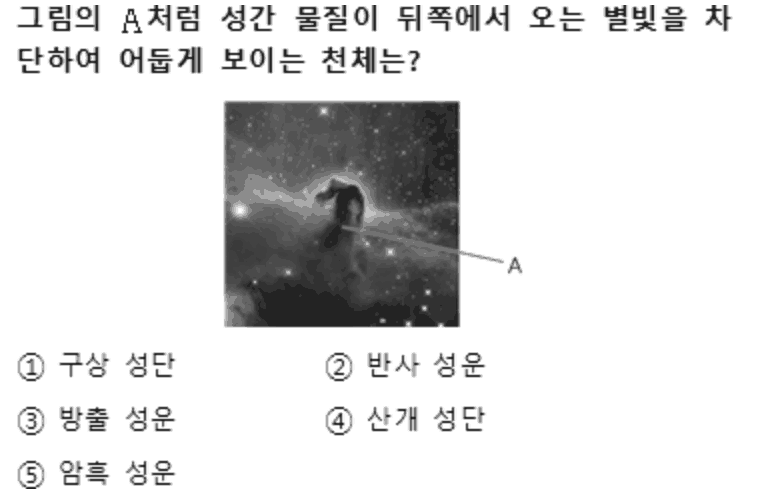 그림의 A처럼 성간 물질이 뒤쪽에서 오는 별빛을 차
단하여 어둡게 보이는 천체는?
A
① 구상 성단 ② 반사 성운
③ 방출 성운 ④ 산개 성단
⑤ 암흑 성운